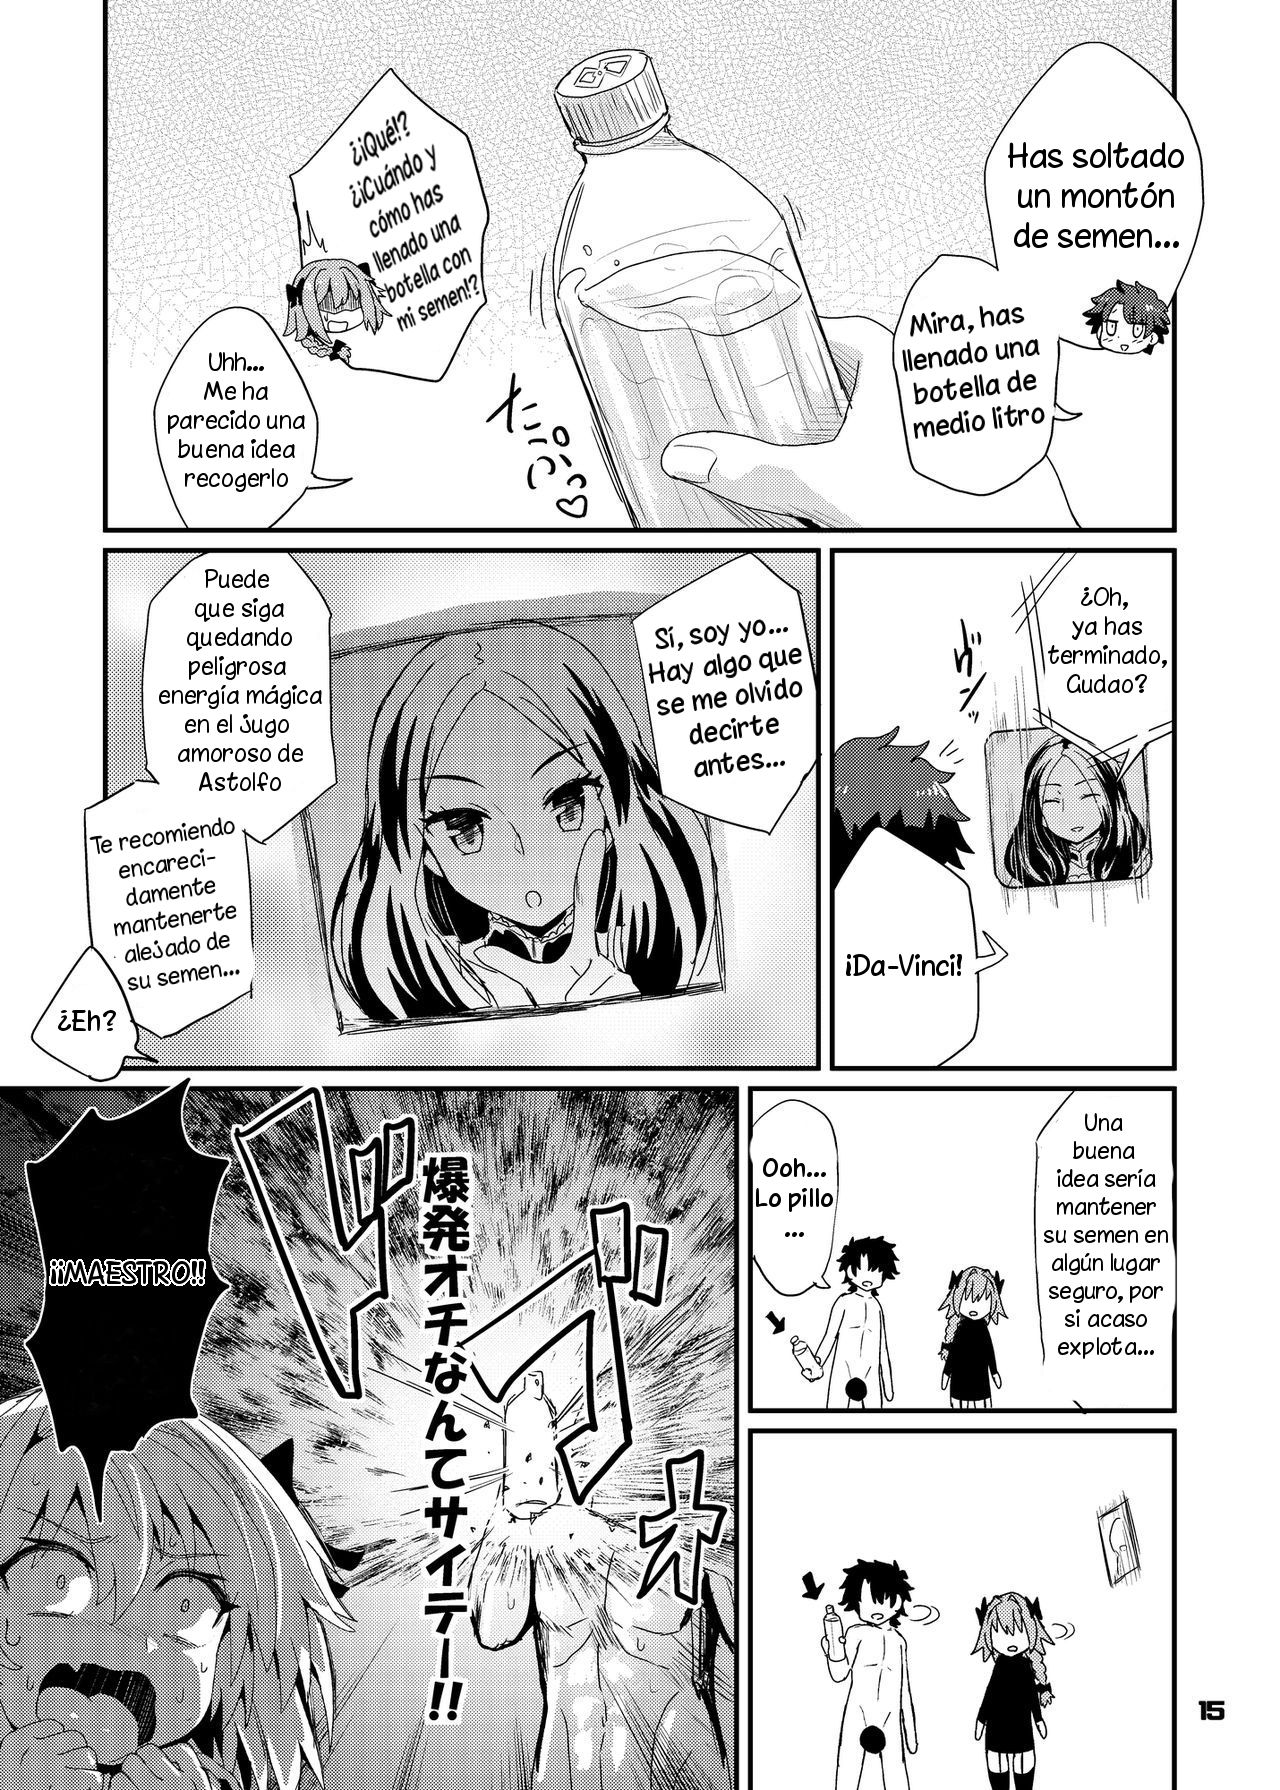 Has soltado
un montón
de semen...
Mira, has
llenado una
botella de
medio litro
¿¡Qué!?
¿¡Cuándo y
cómo has
llenado una
botella con
mi semen!?
Uhh...
Me ha
parecido una
buena idea
recogerlo
¿Oh,
ya has
terminado,
Gudao?
¡Da-Vinci!
Sí, soy yo...
Hay algo que
se me olvido
decirte
antes...
Puede
que siga
quedando
peligrosa
energía mágica
en el jugo
amoroso de
Astolfo
Te recomiendo
encareci-
damente
mantenerte
alejado de
su semen...
¿Eh?
Una
buena
idea sería
mantener
su semen en
algún lugar
seguro, por
si acaso
explota...
Ooh...
Lo pillo
...
爆発オチなんてサイテー!!
¡¡MAESTRO!!
15